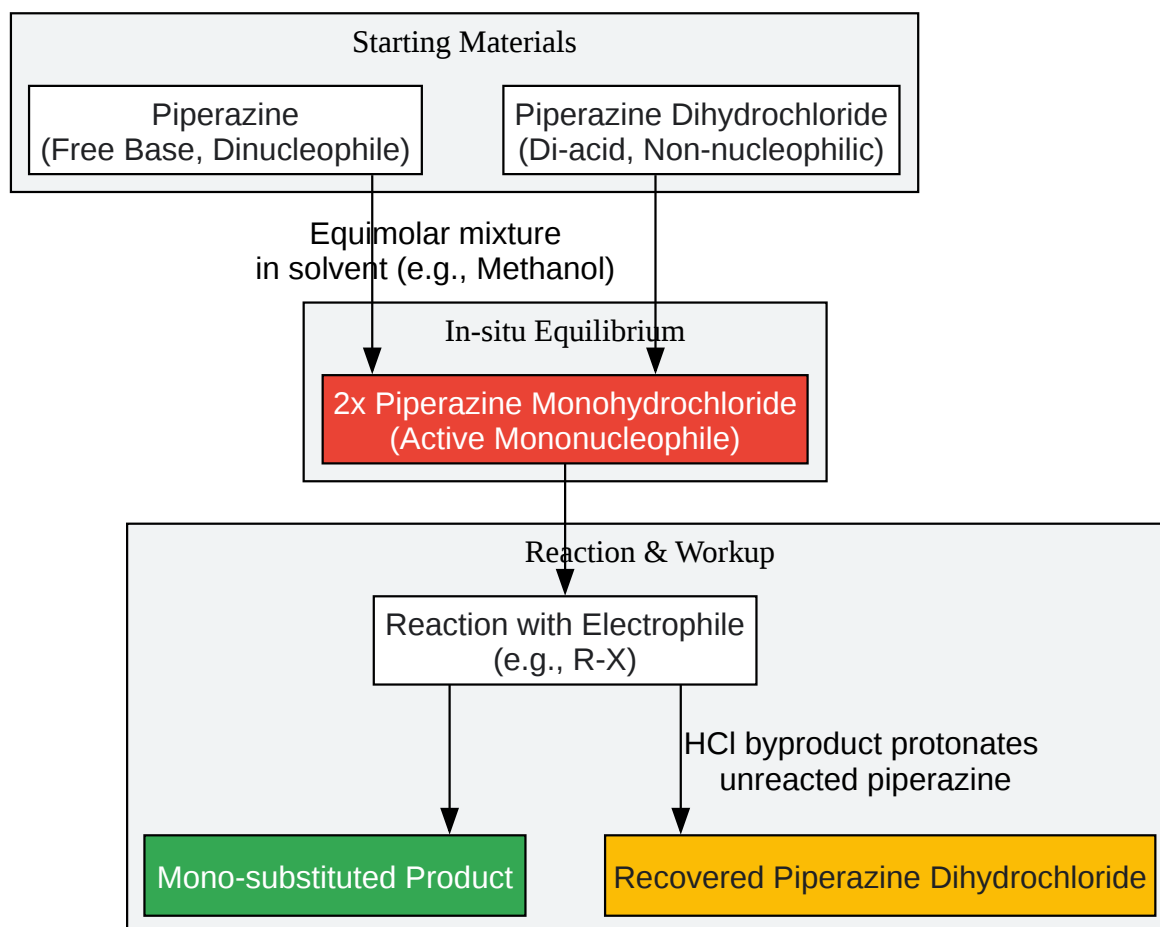 Starting Materials
Piperazine
(Free Base, Dinucleophile)
Piperazine Dihydrochloride
(Di-acid, Non-nucleophilic)
Equimolar mixture
in solvent (e.g., Methanol)
In-situ Equilibrium
2x Piperazine Monohydrochloride
(Active Mononucleophile)
Reaction & Workup
Reaction with Electrophile
(e.g., R-X)
HCl byproduct protonates
unreacted piperazine
Mono-substituted Product
Recovered Piperazine Dihydrochloride